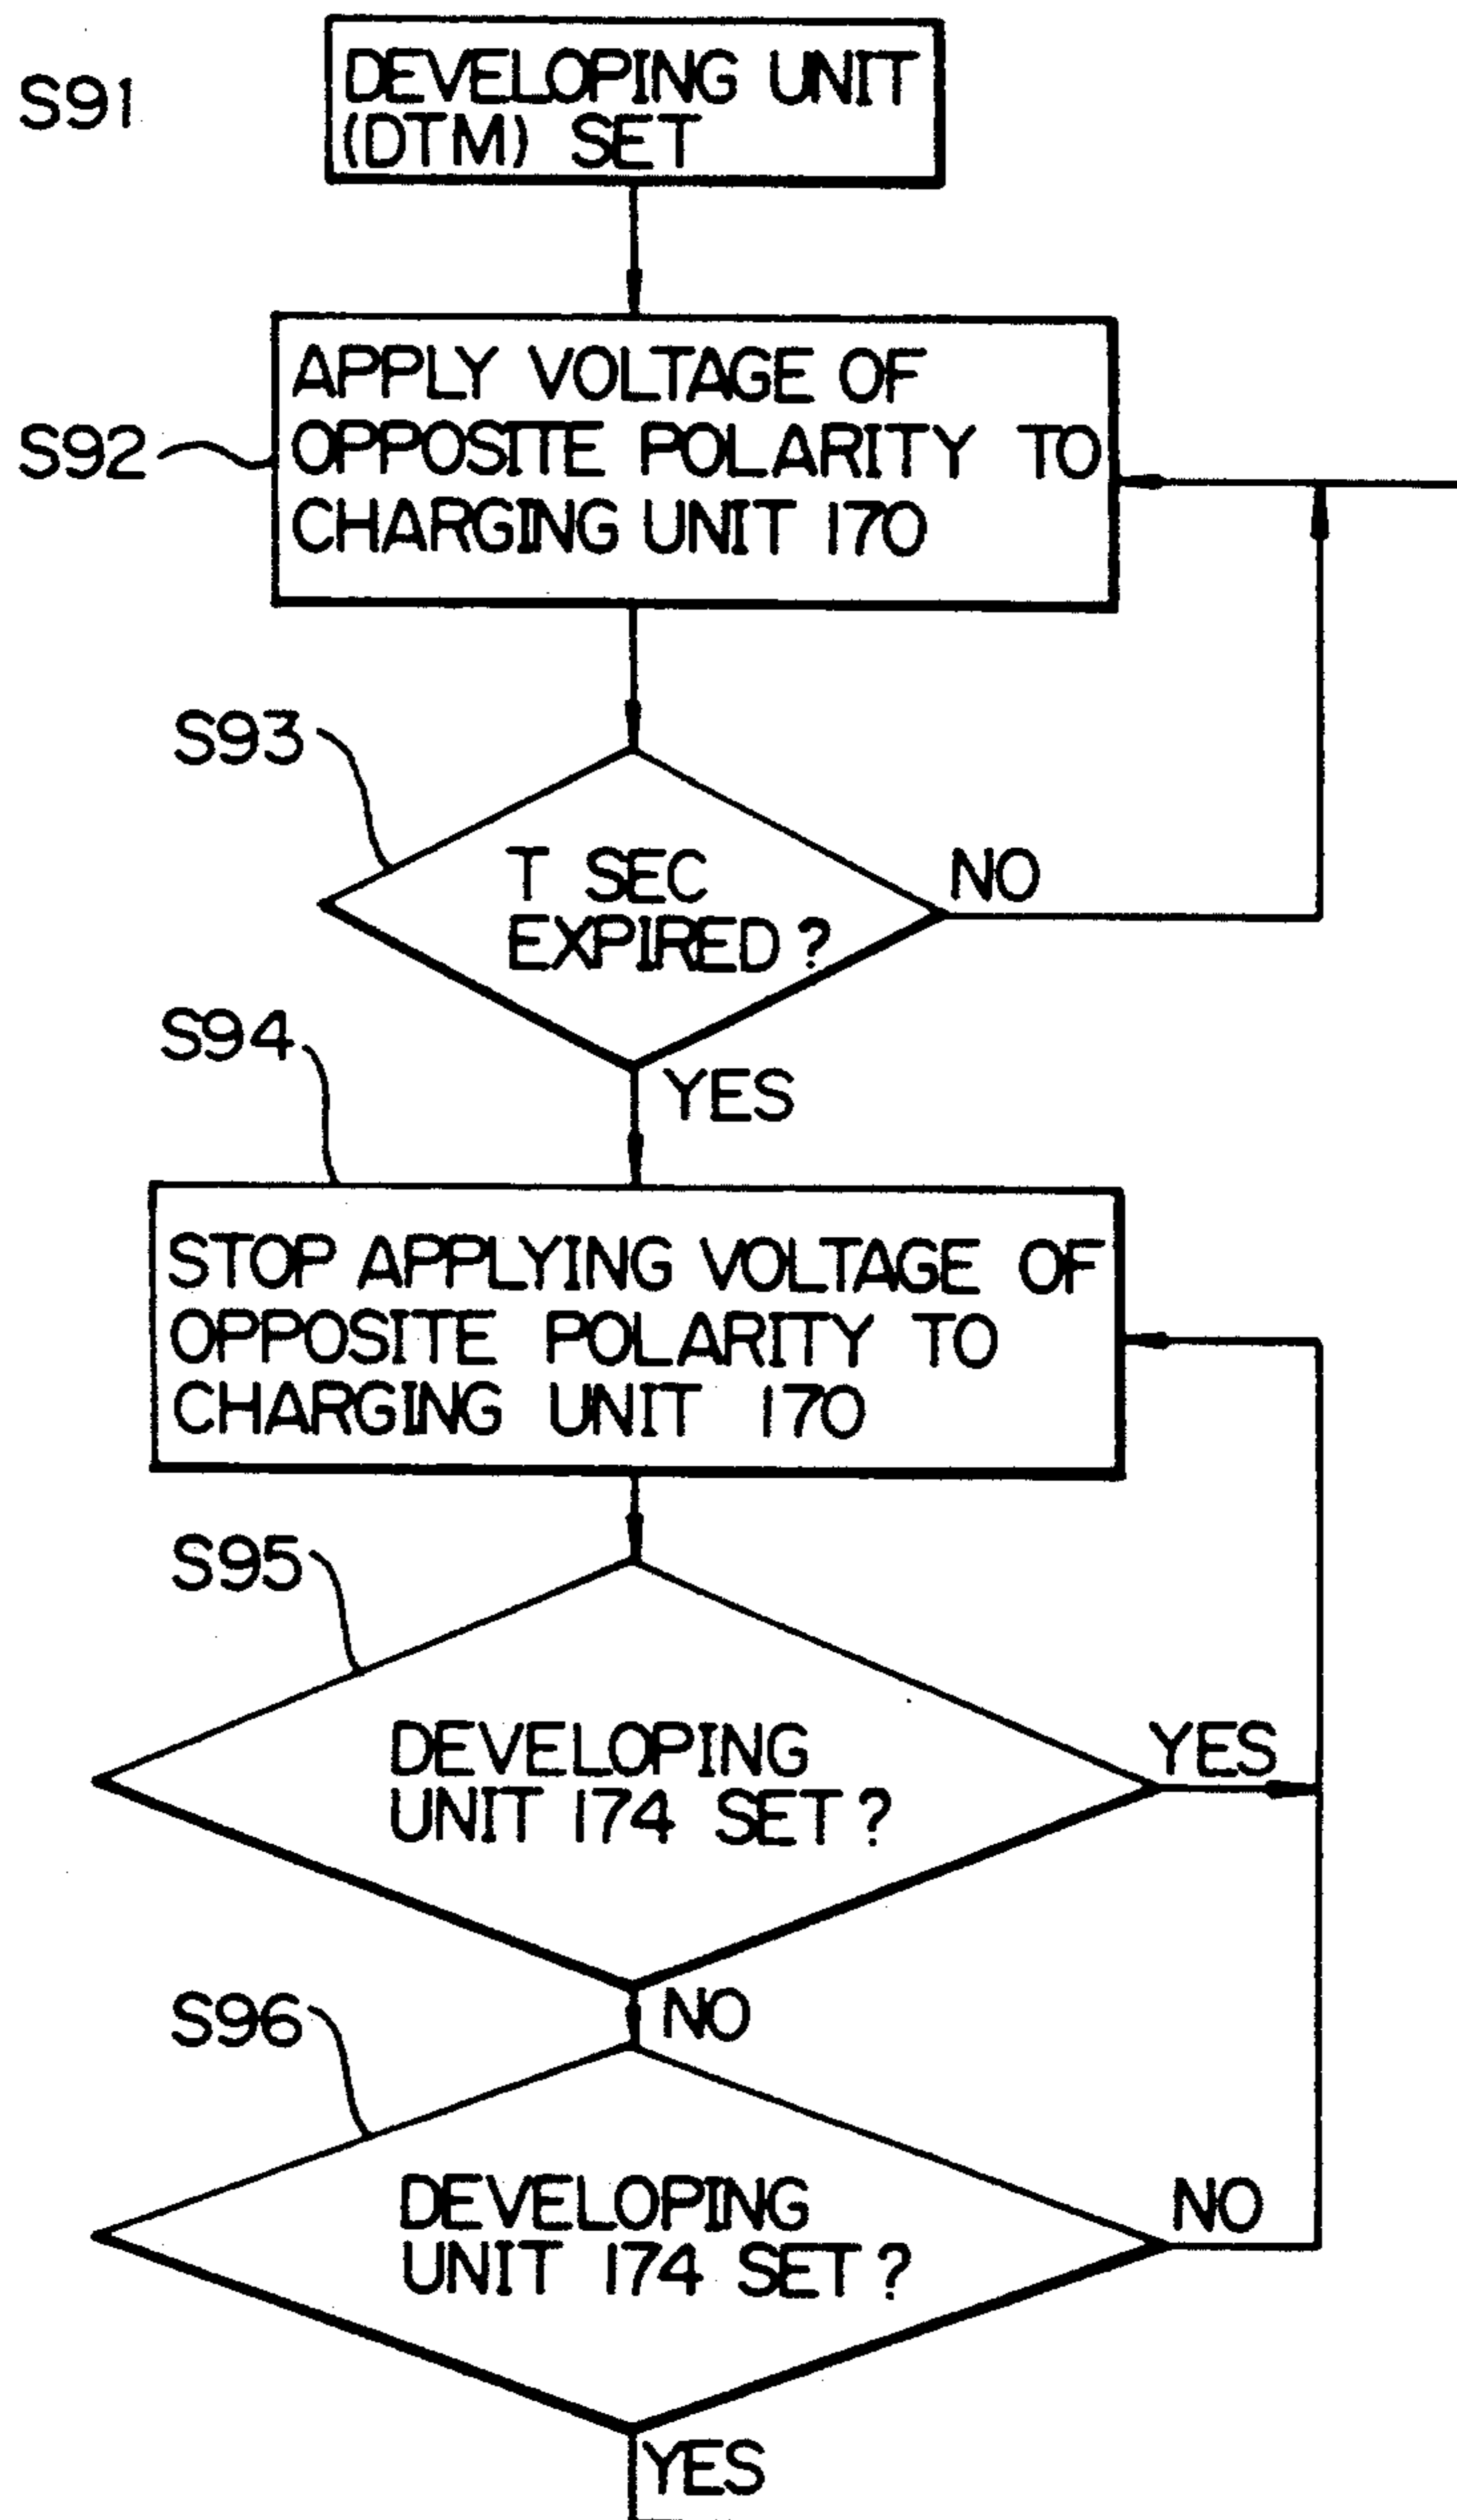 S91
DEVELOPING UNIT
(DTM) SET
APPLY VOLTAGE OF
S92
OPPOSITE POLARITY TO
CHARGING UNIT 170
S93
T SEC
EXPIRED?
NO
S94
YES
STOP APPLYING VOLTAGE OF
OPPOSITE POLARITY TO
CHARGING UNIT 170
S95
DEVELOPING
UNIT 174 SET?
YES
NO
S96
DEVELOPING
UNIT 174 SET?
NO
YES